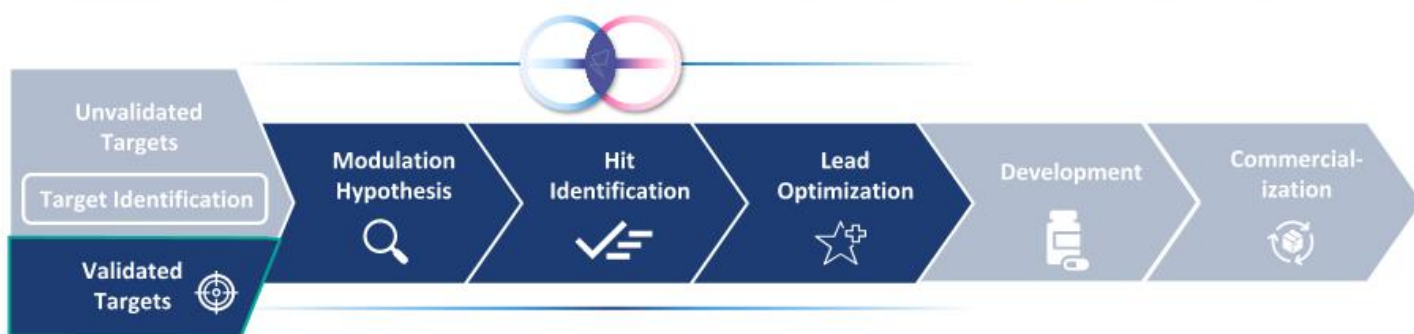 Unvalidated
Targets
Target Identification
Validated
Targets
Modulation
Hypothesis
Hit
Identification
Lead
Optimization
Development
Commercial-
ization